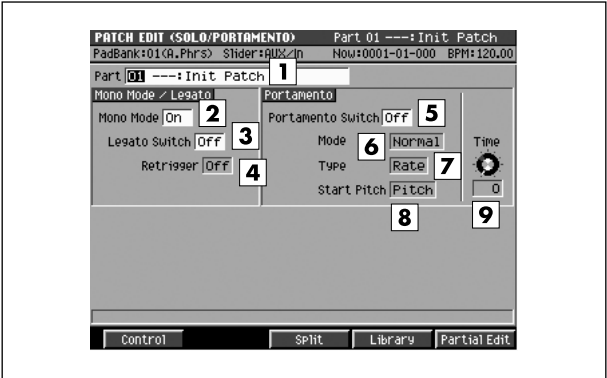 PATCH EDIT (SOLO/PORTAMENTO) Part 01 ---:Init Patch
PadBank:01(A.Phrs) Slider:AUX/In Now:0001-01-000 BPM:120.00
Part 01 ---:Init Patch 1
Mono Mode / Legato Portamento
Mono Mode On 2 Portamento Switch Off 5
Legato Switch Off 3 Mode 6 Normal Time
Retrigger Off 4 Type Rate 7
Start Pitch Pitch 0
8 9
Control Split Library Partial Edit